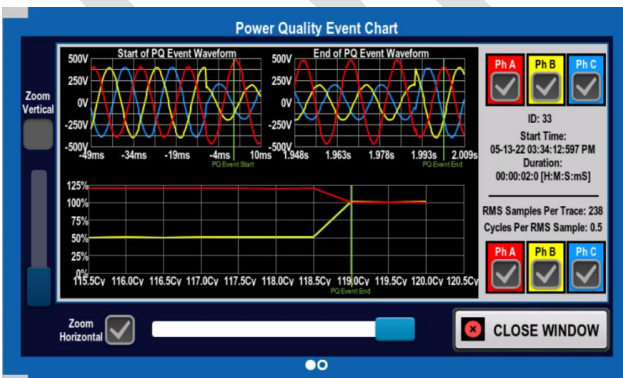 Power Quality Event Chart
Zoom Vertical
Start of PQ Event Waveform
500V
250V
0V
-250V
-500V
-49ms -34ms -19ms -4ms 10ms
PQ Event Start
End of PQ Event Waveform
500V
250V
0V
-250V
-500V
1.948s 1.963s 1.978s 1.993s 2.009s
PQ Event End
125%
100%
75%
50%
25%
0%
115.5Cy 116.0Cy 116.5Cy 117.0Cy 117.5Cy 118.0Cy 118.5Cy 119.0Cy 119.5Cy 120.0Cy 120.5Cy
PQ Event End
Ph A Ph B Ph C
ID: 33
Start Time:
05-13-22 03:34:12:597 PM
Duration:
00:00:02:0 [H:M:S:mS]
RMS Samples Per Trace: 238
Cycles Per RMS Sample: 0.5
Ph A Ph B Ph C
Zoom
Horizontal
CLOSE WINDOW